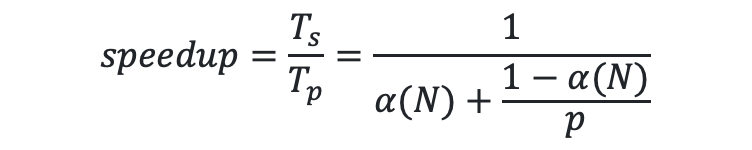 speedup = T_s / T_p = 1 / (α(N) + (1 − α(N)) / p)